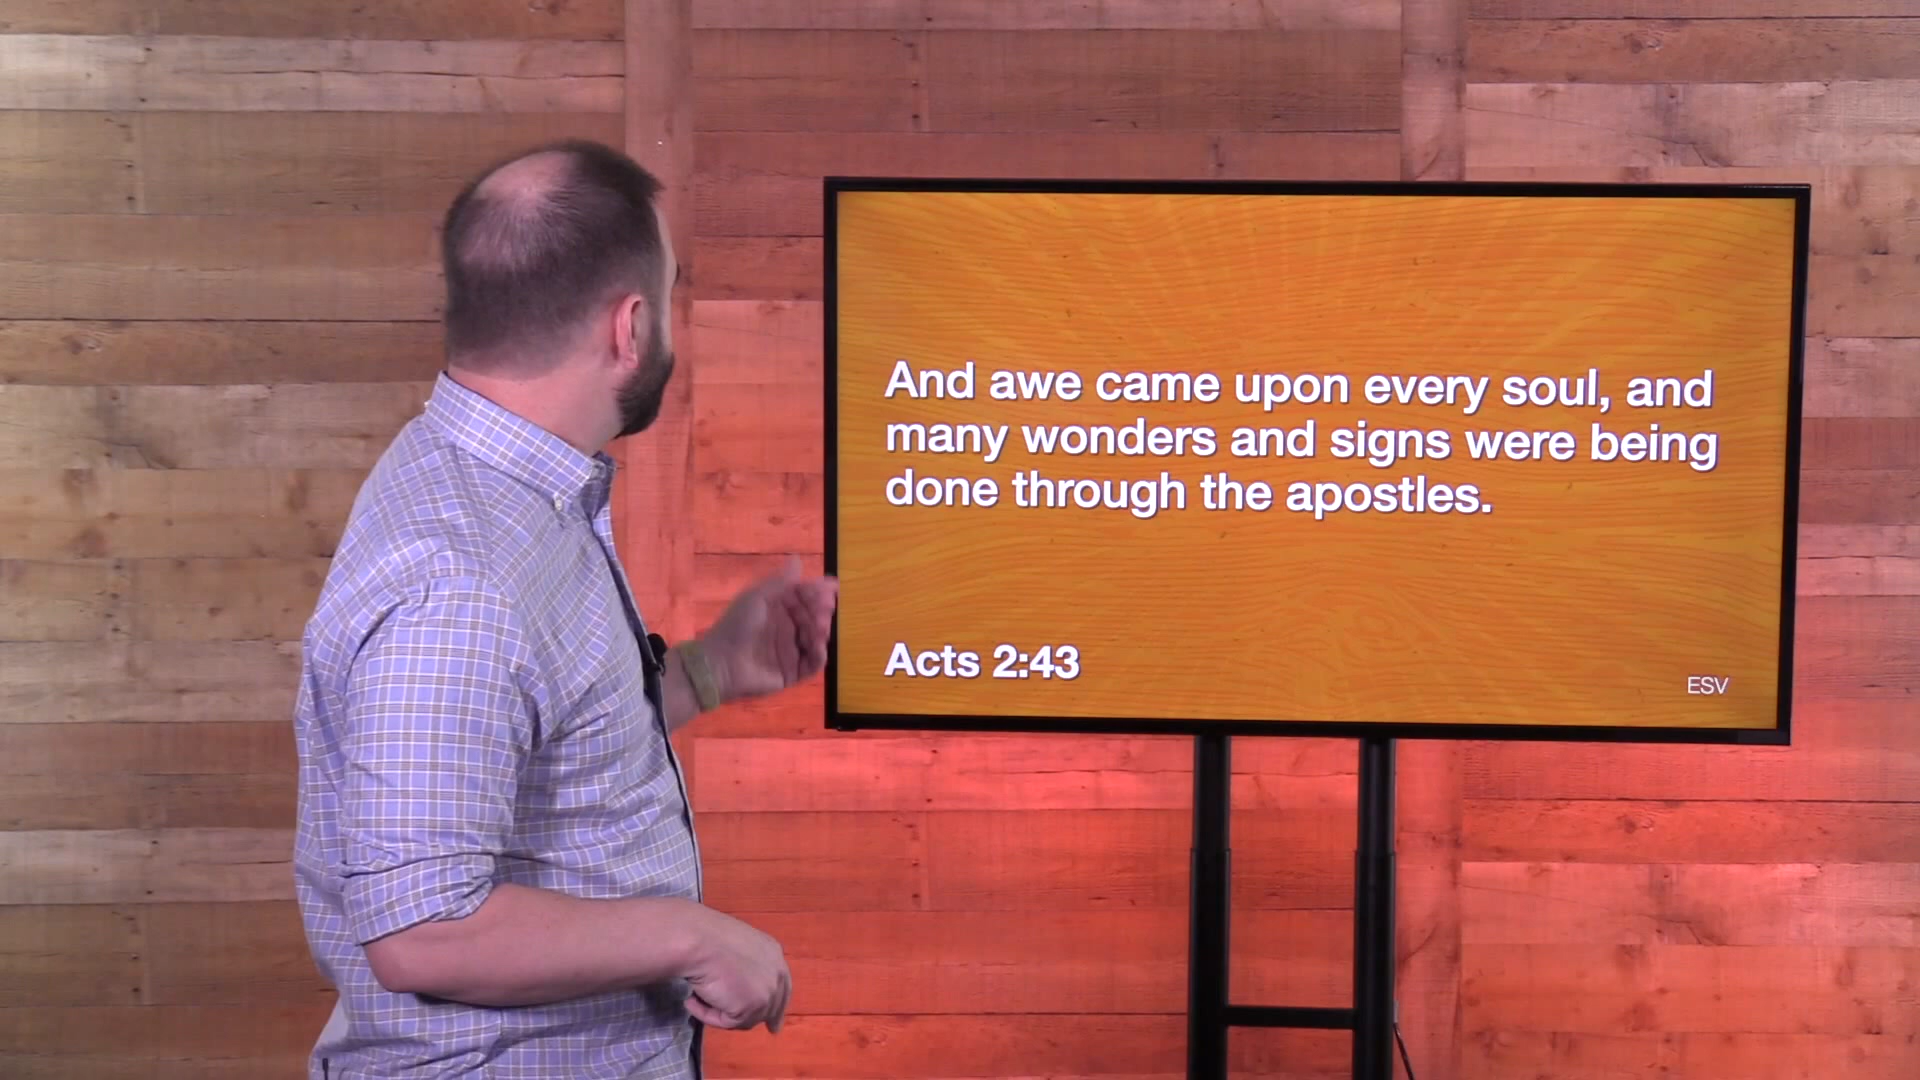 And awe came upon every soul, and
many wonders and signs were being
done through the apostles.
Acts 2:43
ESV